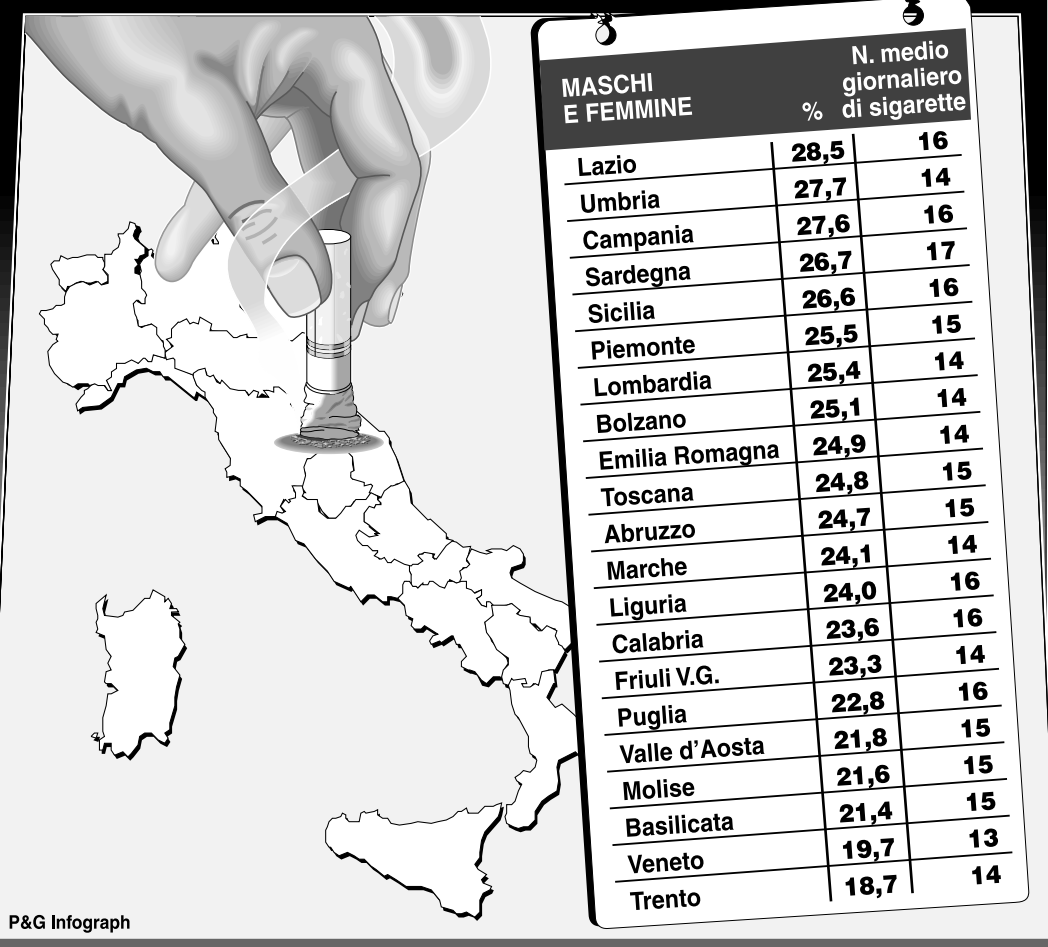 MASCHI
E FEMMINE
%
N. medio
giornaliero
di sigarette
Lazio 28,5 16
Umbria 27,7 14
Campania 27,6 16
Sardegna 26,7 17
Sicilia 26,6 16
Piemonte 25,5 15
Lombardia 25,4 14
Bolzano 25,1 14
Emilia Romagna 24,9 14
Toscana 24,8 15
Abruzzo 24,7 15
Marche 24,1 14
Liguria 24,0 16
Calabria 23,6 16
Friuli V.G. 23,3 14
Puglia 22,8 16
Valle d'Aosta 21,8 15
Molise 21,6 15
Basilicata 21,4 15
Veneto 19,7 13
Trento 18,7 14
P&G Infograph